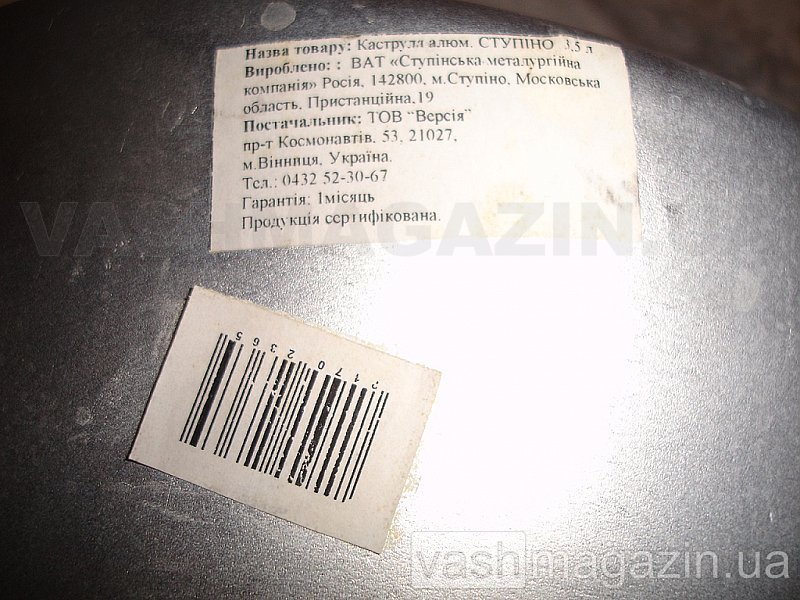 Назва товару: Каструля алюм. СТУПІНО 3,5 л
Вироблено: : ВАТ «Ступінська металургійна
компанія» Росія, 142800, м.Ступіно, Московська
область, Пристанційна,19
Постачальник: ТОВ "Версія"
пр-т Космонавтів, 53, 21027,
м.Вінниця, Україна.
Тел.: 0432 52-30-67
Гарантія: 1місяць
Продукція сертифікована.
VASHMAGAZIN.
21702365
vashmagazin.ua